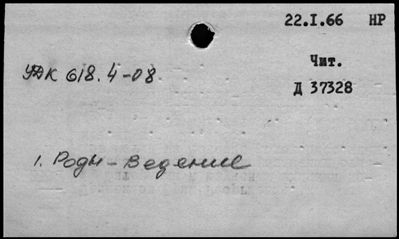 22.I.66 НР
Чит.
УДК 618.4-08
Д 37328
1. Роды - Ведение